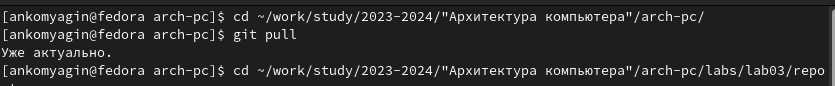 [ankomyagin@fedora arch-pc]$ cd ~/work/study/2023-2024/"Архитектура компьютера"/arch-pc/
[ankomyagin@fedora arch-pc]$ git pull
Уже актуально.
[ankomyagin@fedora arch-pc]$ cd ~/work/study/2023-2024/"Архитектура компьютера"/arch-pc/labs/lab03/repo